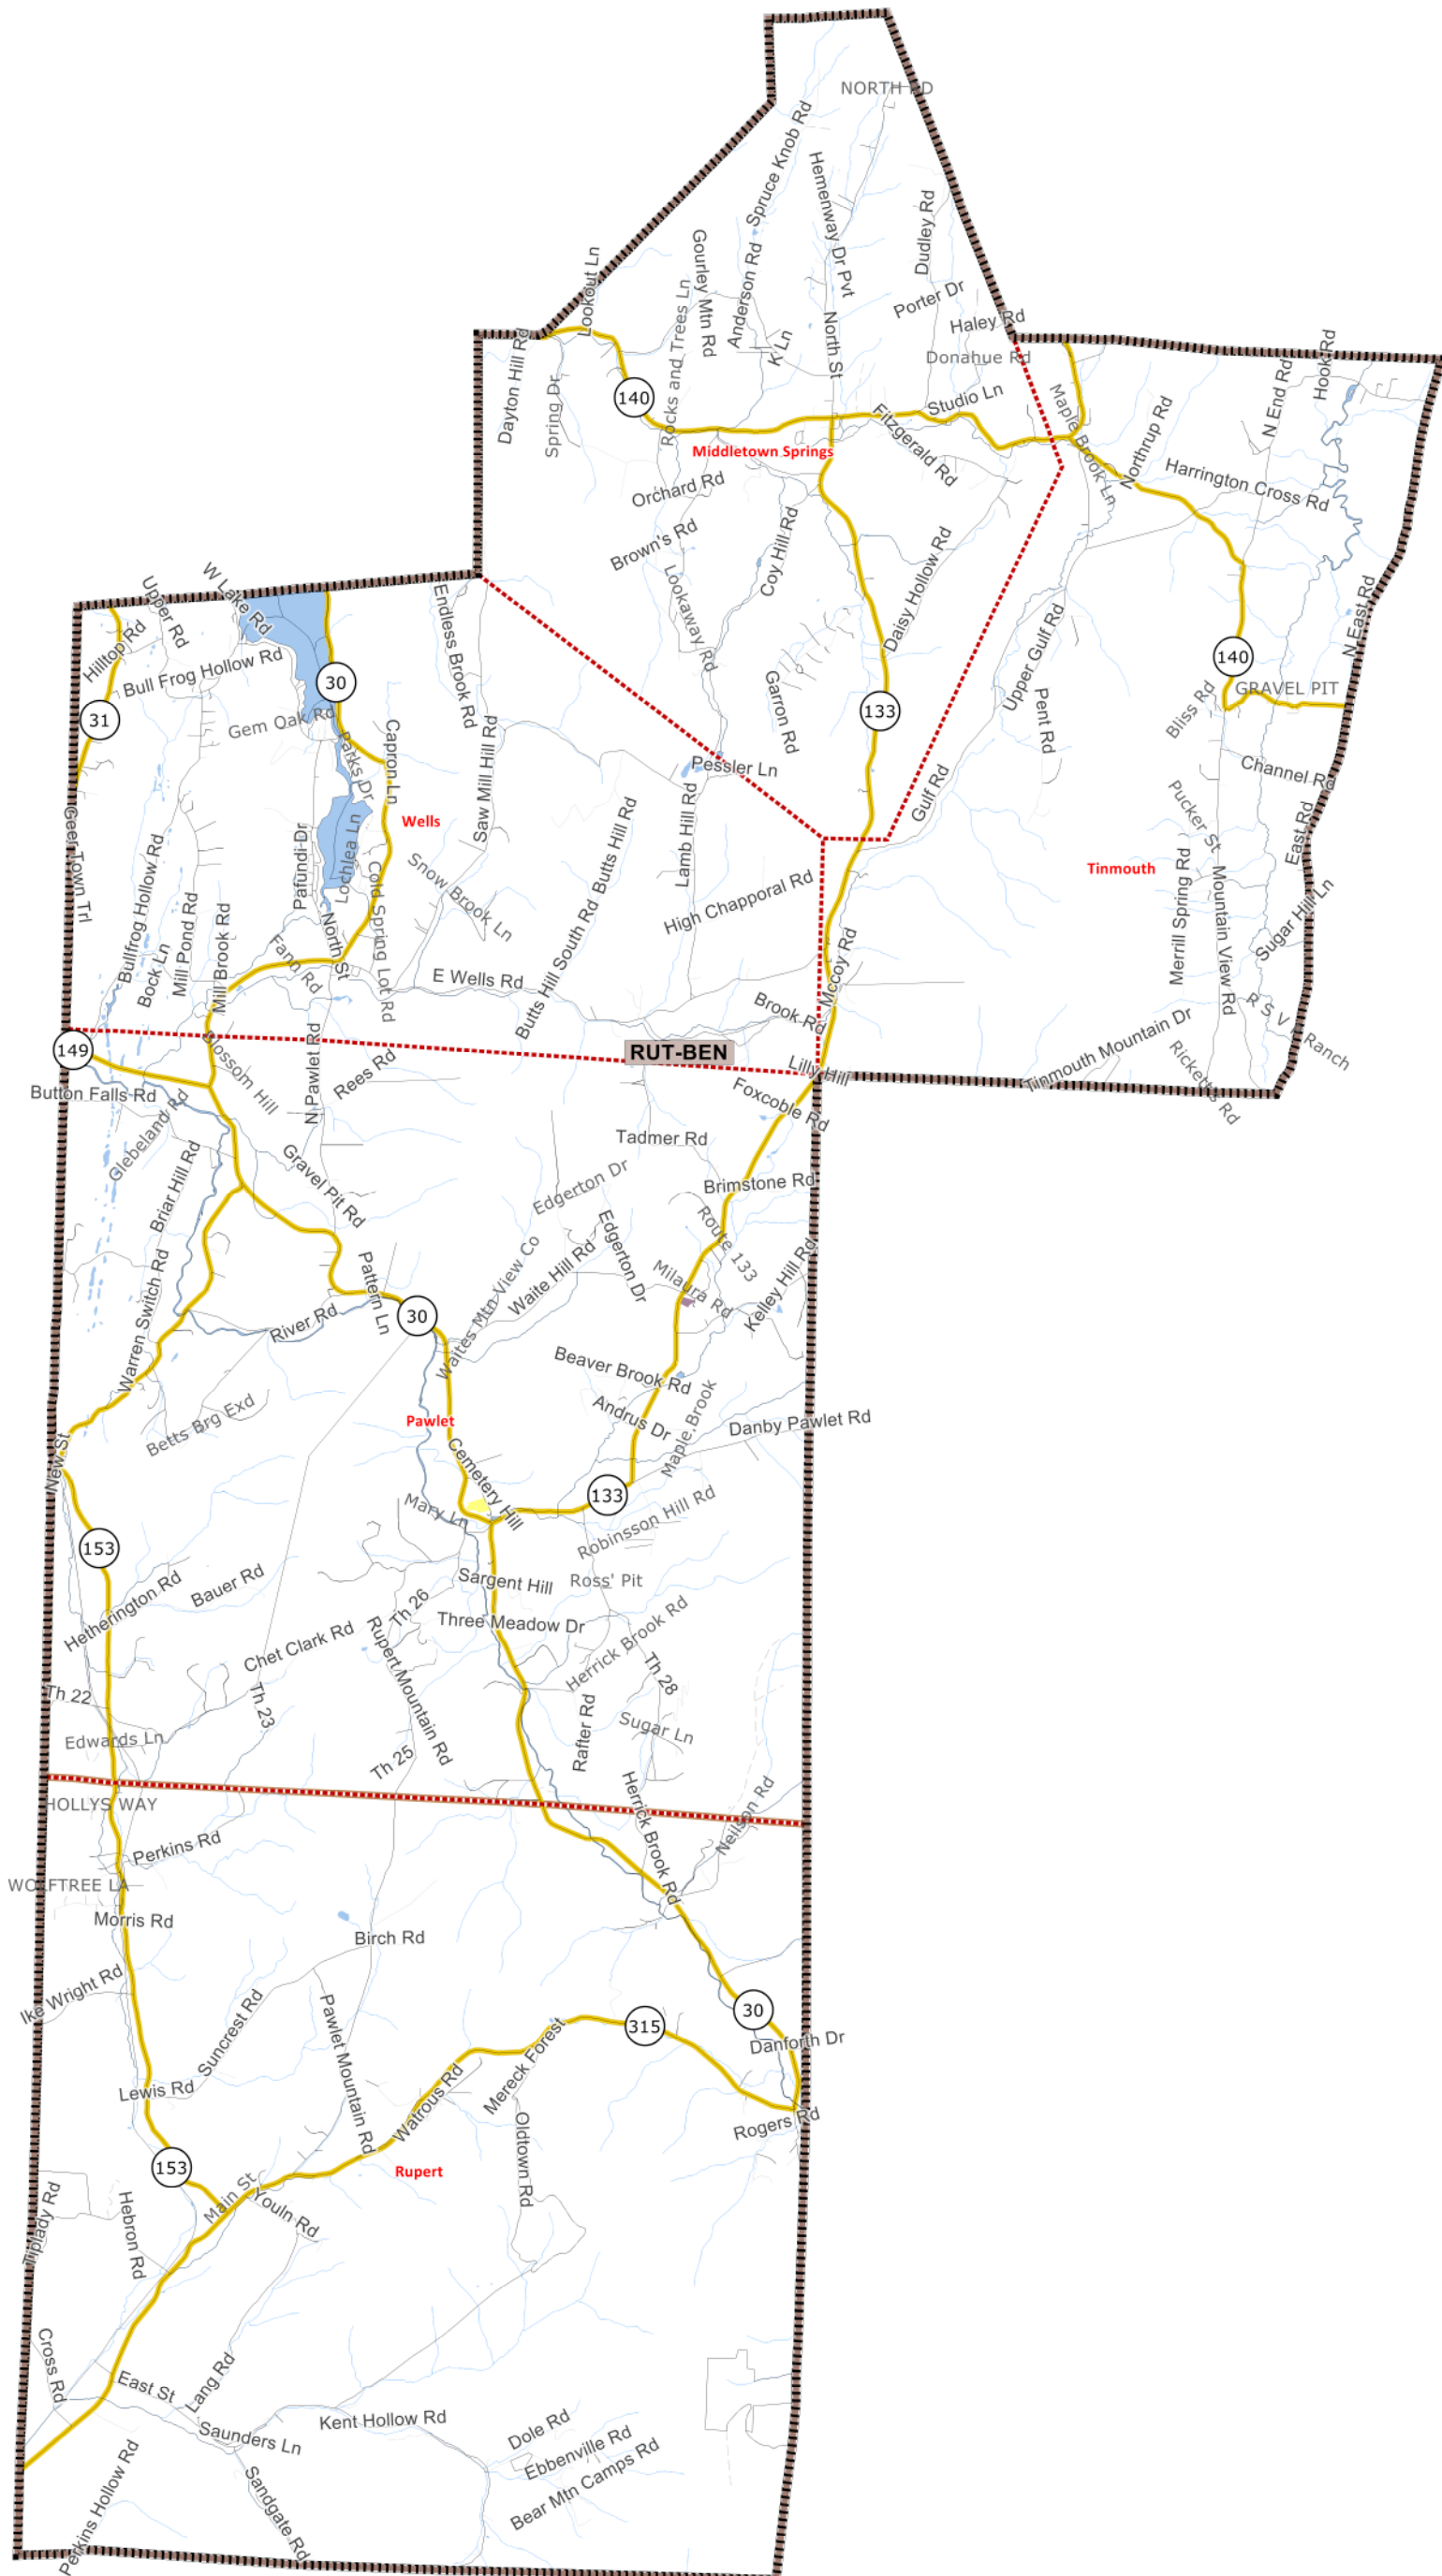 NORTH RD
Spruce Knob Rd
Hemenway Dr Pvt
Dudley Rd
Gourley Mtn Rd
Anderson Rd
Lookout Ln
Rocks and Trees Ln
Porter Dr
Haley Rd
North St
K Ln
Donahue Rd
Dayton Hill Rd
Spring Dr
140
Studio Ln
Fitzgerald Rd
Maple Brook Ln
Northrup Rd
N End Rd
Hook Rd
Middletown Springs
Harrington Cross Rd
Orchard Rd
Brown's Rd
Coy Hill Rd
Daisy Hollow Rd
Lookaway Rd
Upper Rd
W Lake Rd
Endless Brook Rd
Hilltop Rd
Bull Frog Hollow Rd
Upper Gulf Rd
N East Rd
30
31
Gem Oak Rd
Parks Dr
Capron Ln
Saw Mill Hill Rd
Garron Rd
133
Pent Rd
140
GRAVEL PIT
Bliss Rd
Pessler Ln
Channel Rd
Gulf Rd
Pucker St
East Rd
Geer Town Trl
Wells
Lamb Hill Rd
Butts Hill Rd
Butts Hill South Rd
Pafundi Dr
Lochlea Ln
Cold Spring Lot Rd
Snow Brook Ln
High Chapporal Rd
Tinmouth
Bullfrog Hollow Rd
Bock Ln
Mill Pond Rd
Mill Brook Rd
Fann Rd
North St
E Wells Rd
Mccoy Rd
Merrill Spring Rd
Mountain View Rd
Sugar Hill Ln
Brook Rd
R S V P Ranch
149
RUT-BEN
Blossom Hill
N Pawlet Rd
Rees Rd
Lilly Hill
Tinmouth Mountain Dr
Ricketts Rd
Button Falls Rd
Glebeland Rd
Foxcoble Rd
Tadmer Rd
Briar Hill Rd
Gravel Pit Rd
Edgerton Dr
Brimstone Rd
Edgerton Dr
Route 133
Waite Hill Rd
Waites Mtn View Co
Milaura Rd
Kelley Hill Rd
Warren Switch Rd
Pattern Ln
30
River Rd
Beaver Brook Rd
Andrus Dr
Maple Brook
Danby Pawlet Rd
Betts Brg Exd
Pawlet
New St
Cemetery Hill
Mary Ln
133
Robinsson Hill Rd
153
Hetherington Rd
Bauer Rd
Sargent Hill
Ross' Pit
Th 26
Three Meadow Dr
Chet Clark Rd
Rupert Mountain Rd
Herrick Brook Rd
Th 28
Th 22
Th 23
Rafter Rd
Sugar Ln
Edwards Ln
Th 25
HOLLYS WAY
Herrick Brook Rd
Neilson Rd
Perkins Rd
WOLFTREE LA
Morris Rd
Birch Rd
Ike Wright Rd
Suncrest Rd
Pawlet Mountain Rd
30
315
Danforth Dr
Lewis Rd
Watrous Rd
Mereck Forest
Rogers Rd
Oldtown Rd
153
Rupert
Main St
Youln Rd
Tiplady Rd
Hebron Rd
Cross Rd
East St
Lang Rd
Saunders Ln
Kent Hollow Rd
Dole Rd
Ebbenville Rd
Bear Mtn Camps Rd
Perkins Hollow Rd
Sandgate Rd